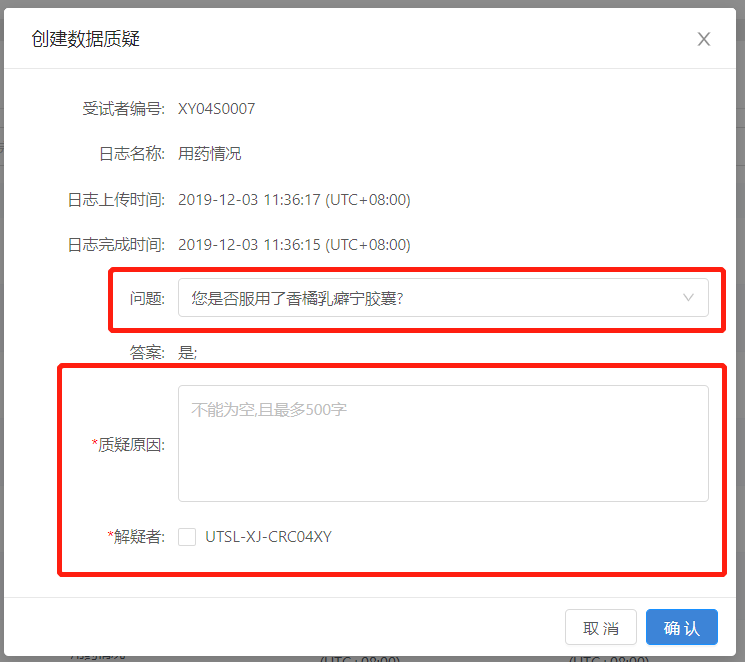 创建数据质疑
受试者编号: XY04S0007
日志名称: 用药情况
日志上传时间: 2019-12-03 11:36:17 (UTC+08:00)
日志完成时间: 2019-12-03 11:36:15 (UTC+08:00)
问题: 您是否服用了香橘乳癖宁胶囊?
答案: 是;
不能为空,且最多500字
*质疑原因:
*解疑者: UTSL-XJ-CRC04XY
取 消 确 认